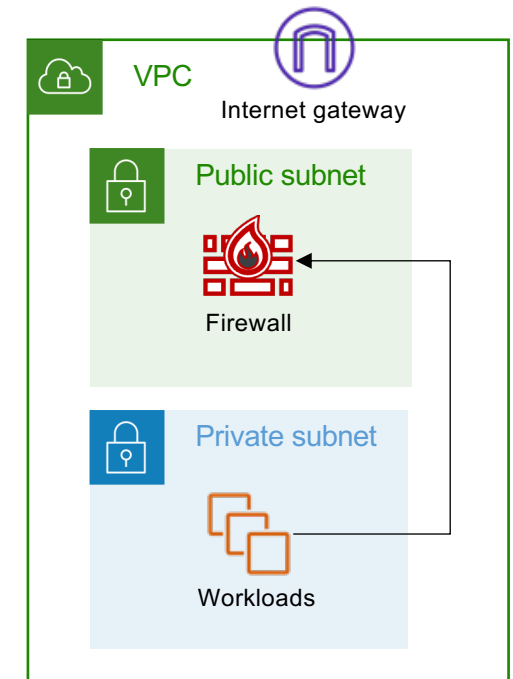 VPC
Internet gateway
Public subnet
Firewall
Private subnet
Workloads